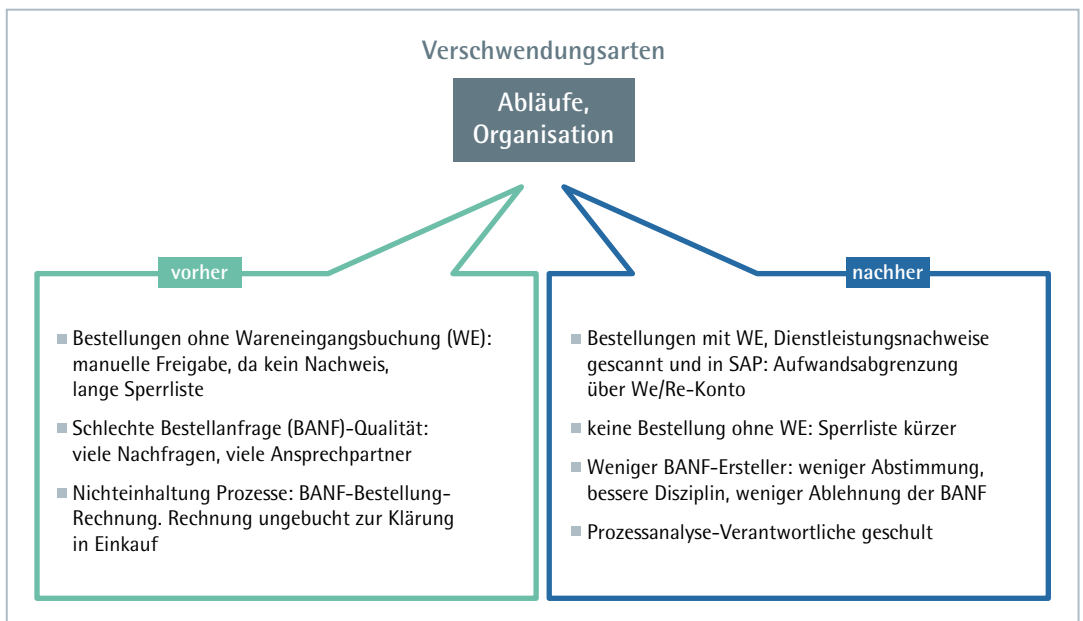 Verschwendungsarten
Abläufe,
Organisation
vorher
Bestellungen ohne Wareneingangsbuchung (WE):
manuelle Freigabe, da kein Nachweis,
lange Sperrliste
Schlechte Bestellanfrage (BANF)-Qualität:
viele Nachfragen, viele Ansprechpartner
Nichteinhaltung Prozesse: BANF-Bestellung-
Rechnung. Rechnung ungebucht zur Klärung
in Einkauf
nachher
Bestellungen mit WE, Dienstleistungsnachweise
gescannt und in SAP: Aufwandsabgrenzung
über We/Re-Konto
keine Bestellung ohne WE: Sperrliste kürzer
Weniger BANF-Ersteller: weniger Abstimmung,
bessere Disziplin, weniger Ablehnung der BANF
Prozessanalyse-Verantwortliche geschult